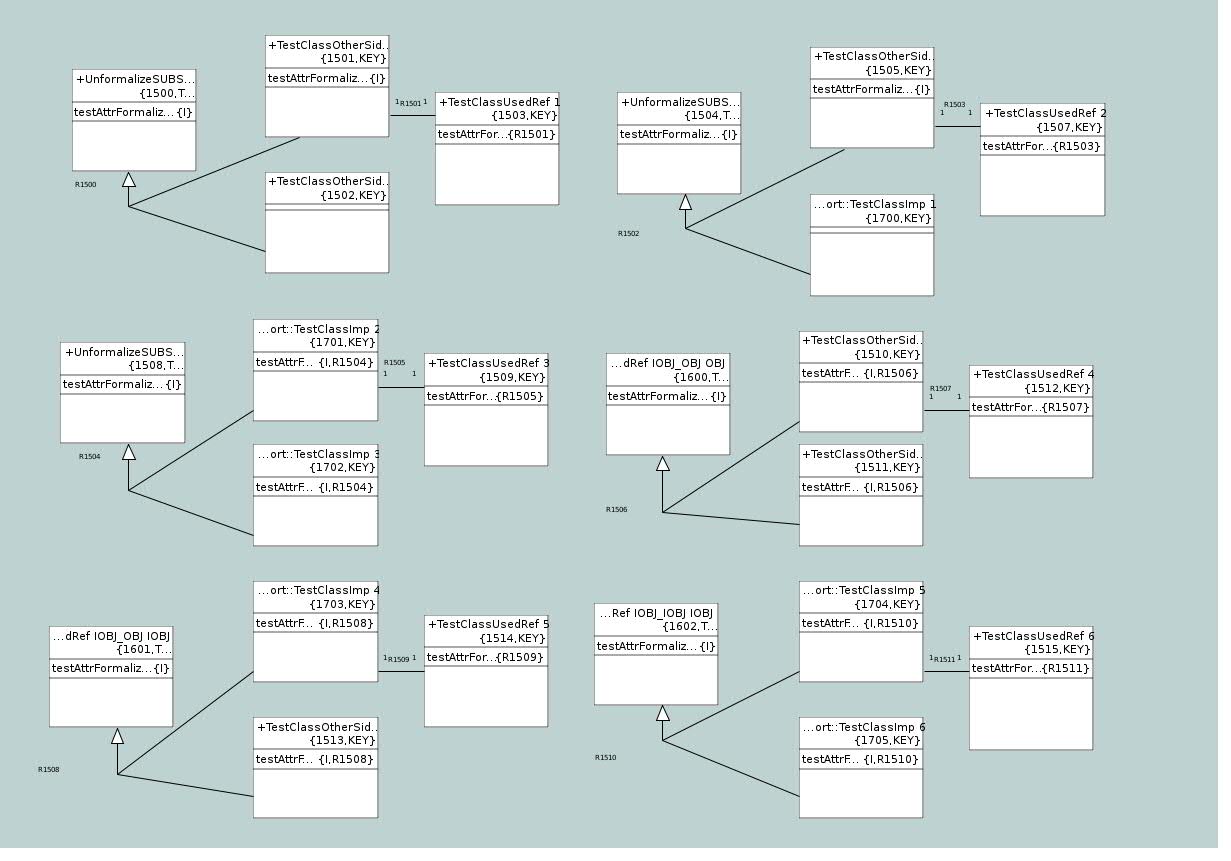 +UnformalizeSUBS...
{1500,T...
testAttrFormaliz... {I}
R1500
+TestClassOtherSid..
{1501,KEY}
testAttrFormaliz... {I}
1 R1501 1
+TestClassUsedRef 1
{1503,KEY}
testAttrFor...{R1501}
+TestClassOtherSid..
{1502,KEY}
+UnformalizeSUBS...
{1504,T...
testAttrFormaliz... {I}
R1502
+TestClassOtherSid..
{1505,KEY}
testAttrFormaliz... {I}
R1503
1 1
+TestClassUsedRef 2
{1507,KEY}
testAttrFor...{R1503}
...ort::TestClassImp 1
{1700,KEY}
+UnformalizeSUBS...
{1508,T...
testAttrFormaliz... {I}
R1504
...ort::TestClassImp 2
{1701,KEY}
testAttrF... {I,R1504}
R1505
1 1
+TestClassUsedRef 3
{1509,KEY}
testAttFor...{R1505}
...ort::TestClassImp 3
{1702,KEY}
testAttrF... {I,R1504}
...dRef IOBJ_OBJ OBJ
{1600,T...
testAttrFormaliz...{I}
R1506
+TestClassOtherSid..
{1510,KEY}
testAttrF... {I,R1506}
R1507
1 1
+TestClassUsedRef 4
{1512,KEY}
testAttrFor...{R1507}
+TestClassOtherSid..
{1511,KEY}
testAttrF... {I,R1506}
...dRef IOBJ_OBJ IOBJ
{1601,T...
testAttrFormaliz...{I}
R1508
...ort::TestClassImp 4
{1703,KEY}
testAttrF... {I,R1508}
1 R1509 1
+TestClassUsedRef 5
{1514,KEY}
testAttrFor...{R1509}
+TestClassOtherSid..
{1513,KEY}
testAttrF... {I,R1508}
...Ref IOBJ_IOBJ IOBJ
{1602,T...
testAttrFormaliz... {I}
R1510
...ort::TestClassImp 5
{1704,KEY}
testAttrF... {I,R1510}
1 R1511 1
+TestClassUsedRef 6
{1515,KEY}
testAttrFor...{R1511}
...ort::TestClassImp 6
{1705,KEY}
testAttrF... {I,R1510}